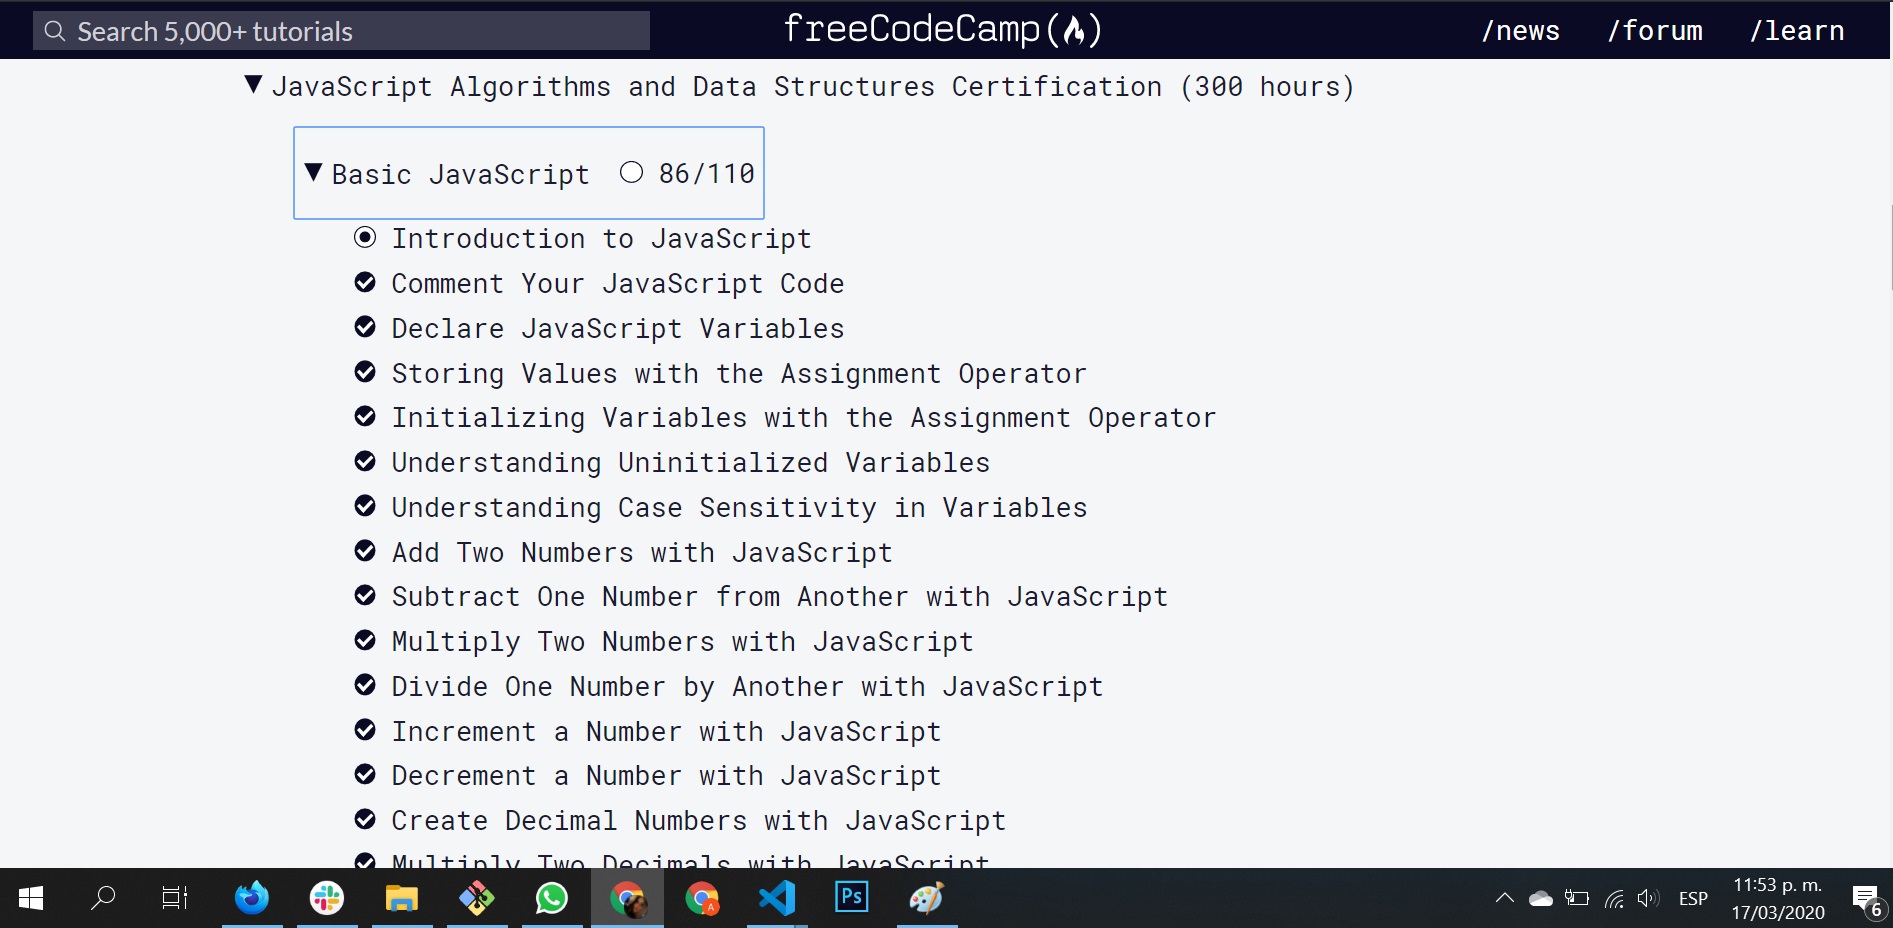 Search 5,000+ tutorials
freeCodeCamp(🔥)
/news /forum /learn
▼ JavaScript Algorithms and Data Structures Certification (300 hours)
▼ Basic JavaScript 86/110
Introduction to JavaScript
Comment Your JavaScript Code
Declare JavaScript Variables
Storing Values with the Assignment Operator
Initializing Variables with the Assignment Operator
Understanding Uninitialized Variables
Understanding Case Sensitivity in Variables
Add Two Numbers with JavaScript
Subtract One Number from Another with JavaScript
Multiply Two Numbers with JavaScript
Divide One Number by Another with JavaScript
Increment a Number with JavaScript
Decrement a Number with JavaScript
Create Decimal Numbers with JavaScript
Multiply Two Decimals with JavaScript
A
Ps
ESP
11:53 p. m.
17/03/2020
6